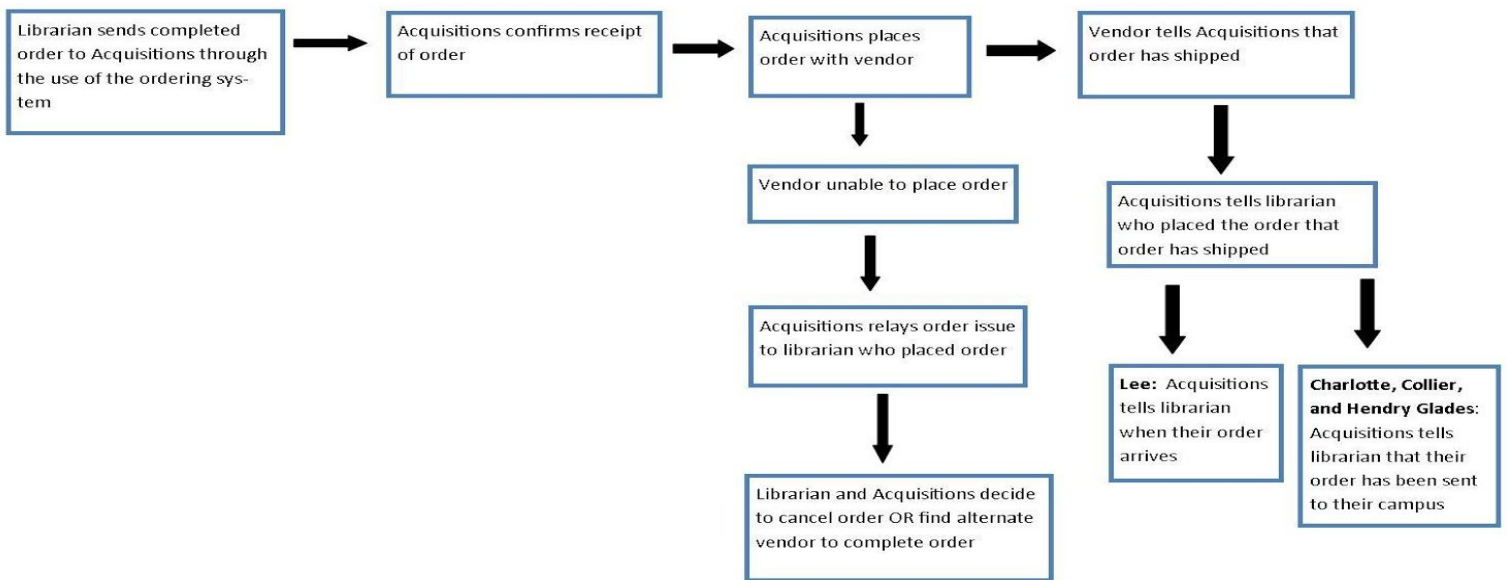 Librarian sends completed
order to Acquisitions through
the use of the ordering sys-
tem
Acquisitions confirms receipt
of order
Acquisitions places
order with vendor
Vendor tells Acquisitions that
order has shipped
Vendor unable to place order
Acquisitions relays order issue
to librarian who placed order
Librarian and Acquisitions decide
to cancel order OR find alternate
vendor to complete order
Acquisitions tells librarian
who placed the order that
order has shipped
Lee: Acquisitions
tells librarian
when their order
arrives
Charlotte, Collier,
and Hendry Glades:
Acquisitions tells
librarian that their
order has been sent
to their campus